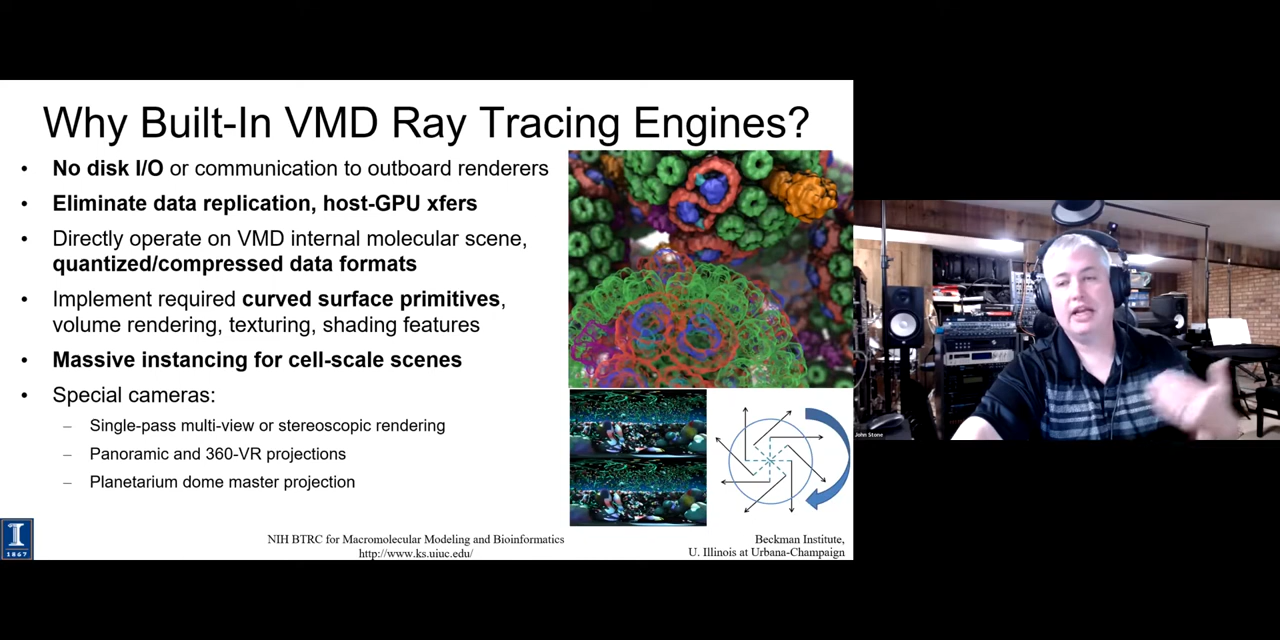 Why Built-In VMD Ray Tracing Engines?
• No disk I/O or communication to outboard renderers
• Eliminate data replication, host-GPU xfers
• Directly operate on VMD internal molecular scene,
quantized/compressed data formats
• Implement required curved surface primitives,
volume rendering, texturing, shading features
• Massive instancing for cell-scale scenes
• Special cameras:
– Single-pass multi-view or stereoscopic rendering
– Panoramic and 360-VR projections
– Planetarium dome master projection
I
1867
NIH BTRC for Macromolecular Modeling and Bioinformatics
http://www.ks.uiuc.edu/
Beckman Institute,
U. Illinois at Urbana-Champaign
John Stone